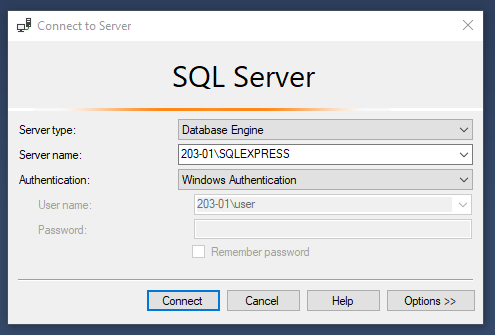 Connect to Server
SQL Server
Server type: Database Engine
Server name: 203-01\SQLEXPRESS
Authentication: Windows Authentication
User name: 203-01\user
Password:
Remember password
Connect Cancel Help Options >>